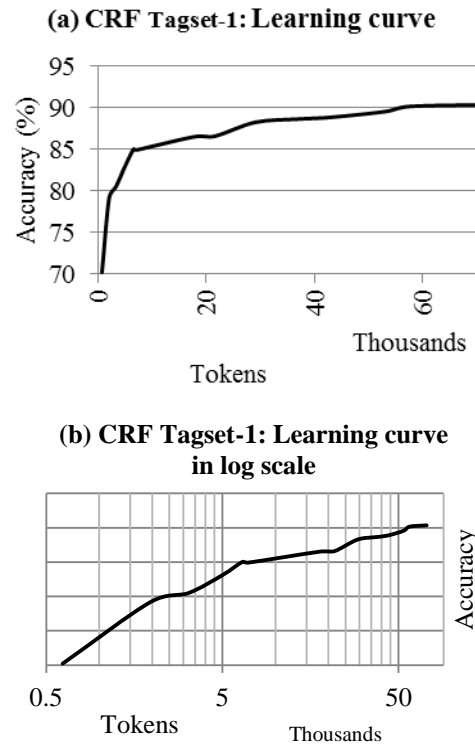 (a) CRF Tagset-1: Learning curve
95
90
85
80
75
70
Accuracy (%)
0
20
40
60
Thousands
Tokens
(b) CRF Tagset-1: Learning curve
in log scale
Accuracy
0.5
5
50
Tokens
Thousands